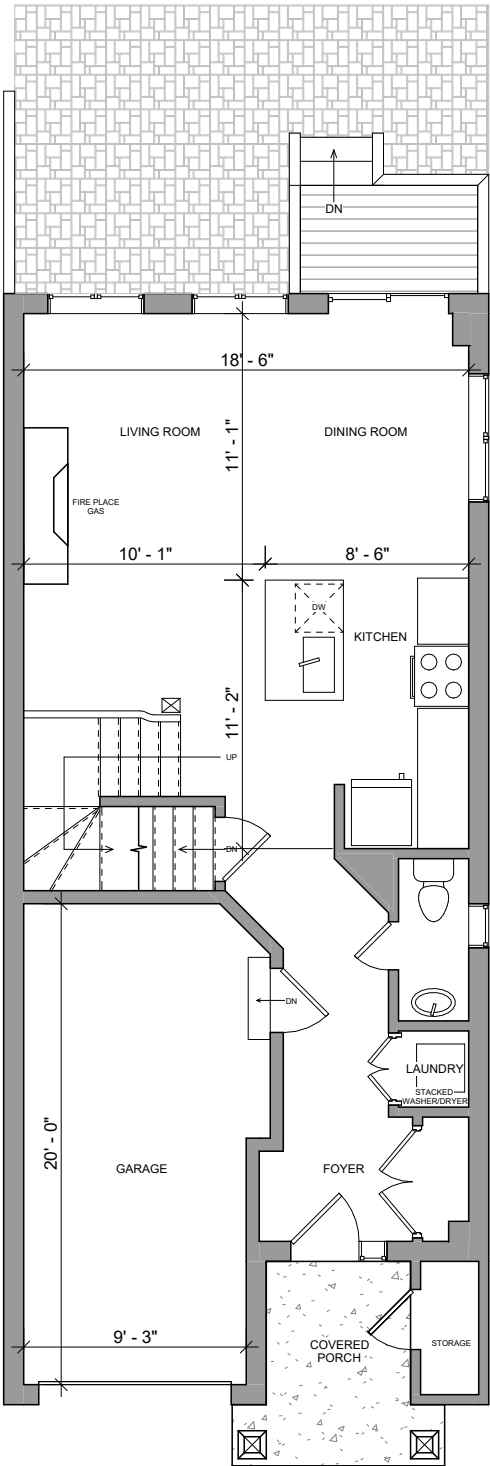 DN
18' - 6"
LIVING ROOM
DINING ROOM
11' - 1"
FIRE PLACE
GAS
10' - 1"
8' - 6"
DW
KITCHEN
11' - 2"
UP
DN
DN
LAUNDRY
STACKED
WASHER/DRYER
20' - 0"
GARAGE
FOYER
9' - 3"
COVERED
PORCH
STORAGE